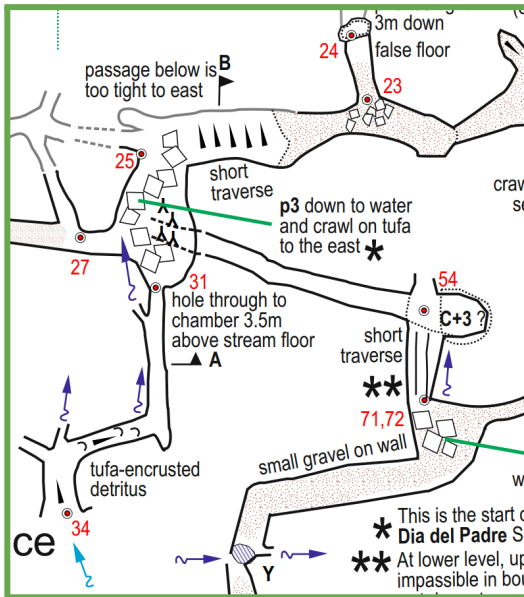 3m down
24
false floor
B
passage below is
too tight to east
23
25
short
traverse
p3 down to water
and crawl on tufa
to the east *
27
31
hole through to
chamber 3.5m
above stream floor
54
C+3 ?
short
traverse
A
**
71,72
small gravel on wall
tufa-encrusted
detritus
34
ce
Y
* This is the start
Dia del Padre S
** At lower level, up
impassible in bou